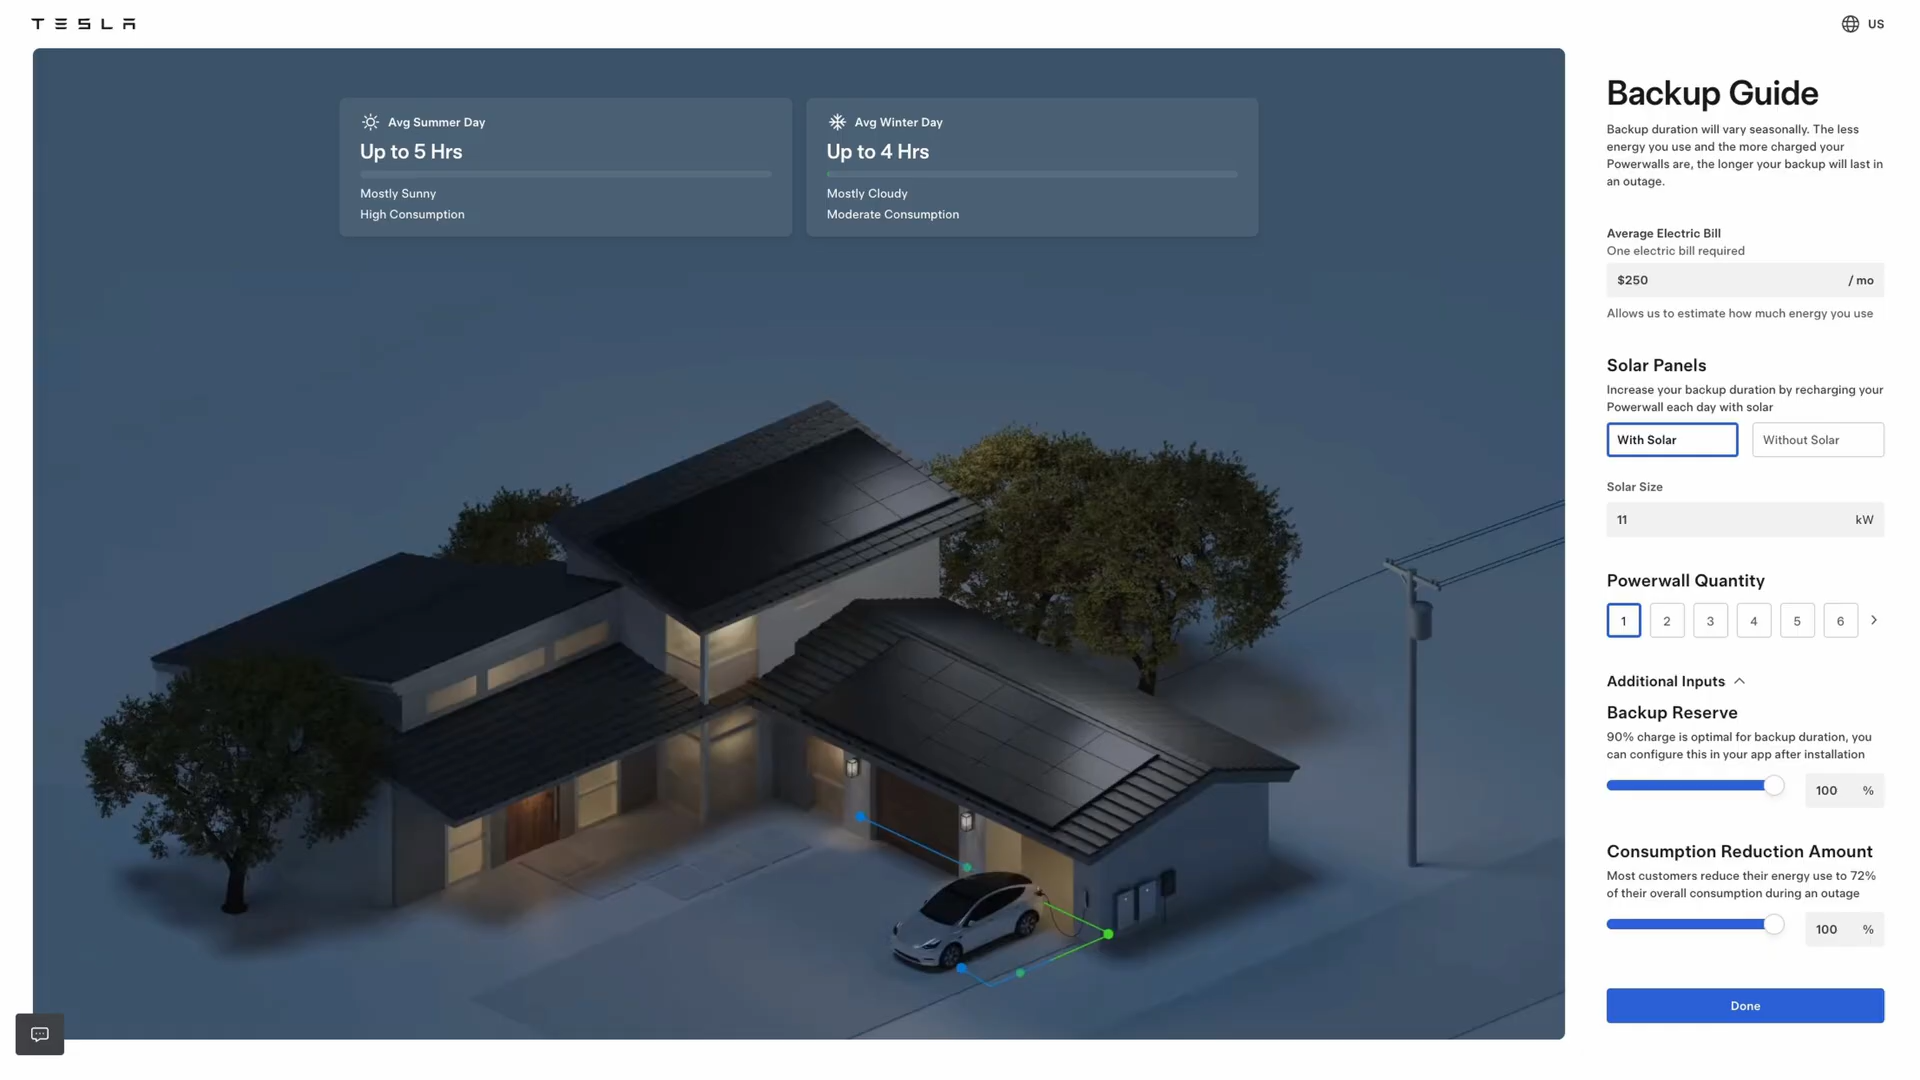 TESLA
US
Avg Summer Day
Up to 5 Hrs
Mostly Sunny
High Consumption
Avg Winter Day
Up to 4 Hrs
Mostly Cloudy
Moderate Consumption
Backup Guide
Backup duration will vary seasonally. The less
energy you use and the more charged your
Powerwalls are, the longer your backup will last in
an outage.
Average Electric Bill
One electric bill required
$250 / mo
Allows us to estimate how much energy you use
Solar Panels
Increase your backup duration by recharging your
Powerwall each day with solar
With Solar Without Solar
Solar Size
11 kW
Powerwall Quantity
1 2 3 4 5 6
Additional Inputs
Backup Reserve
90% charge is optimal for backup duration, you
can configure this in your app after installation
100 %
Consumption Reduction Amount
Most customers reduce their energy use to 72%
of their overall consumption during an outage
100 %
Done